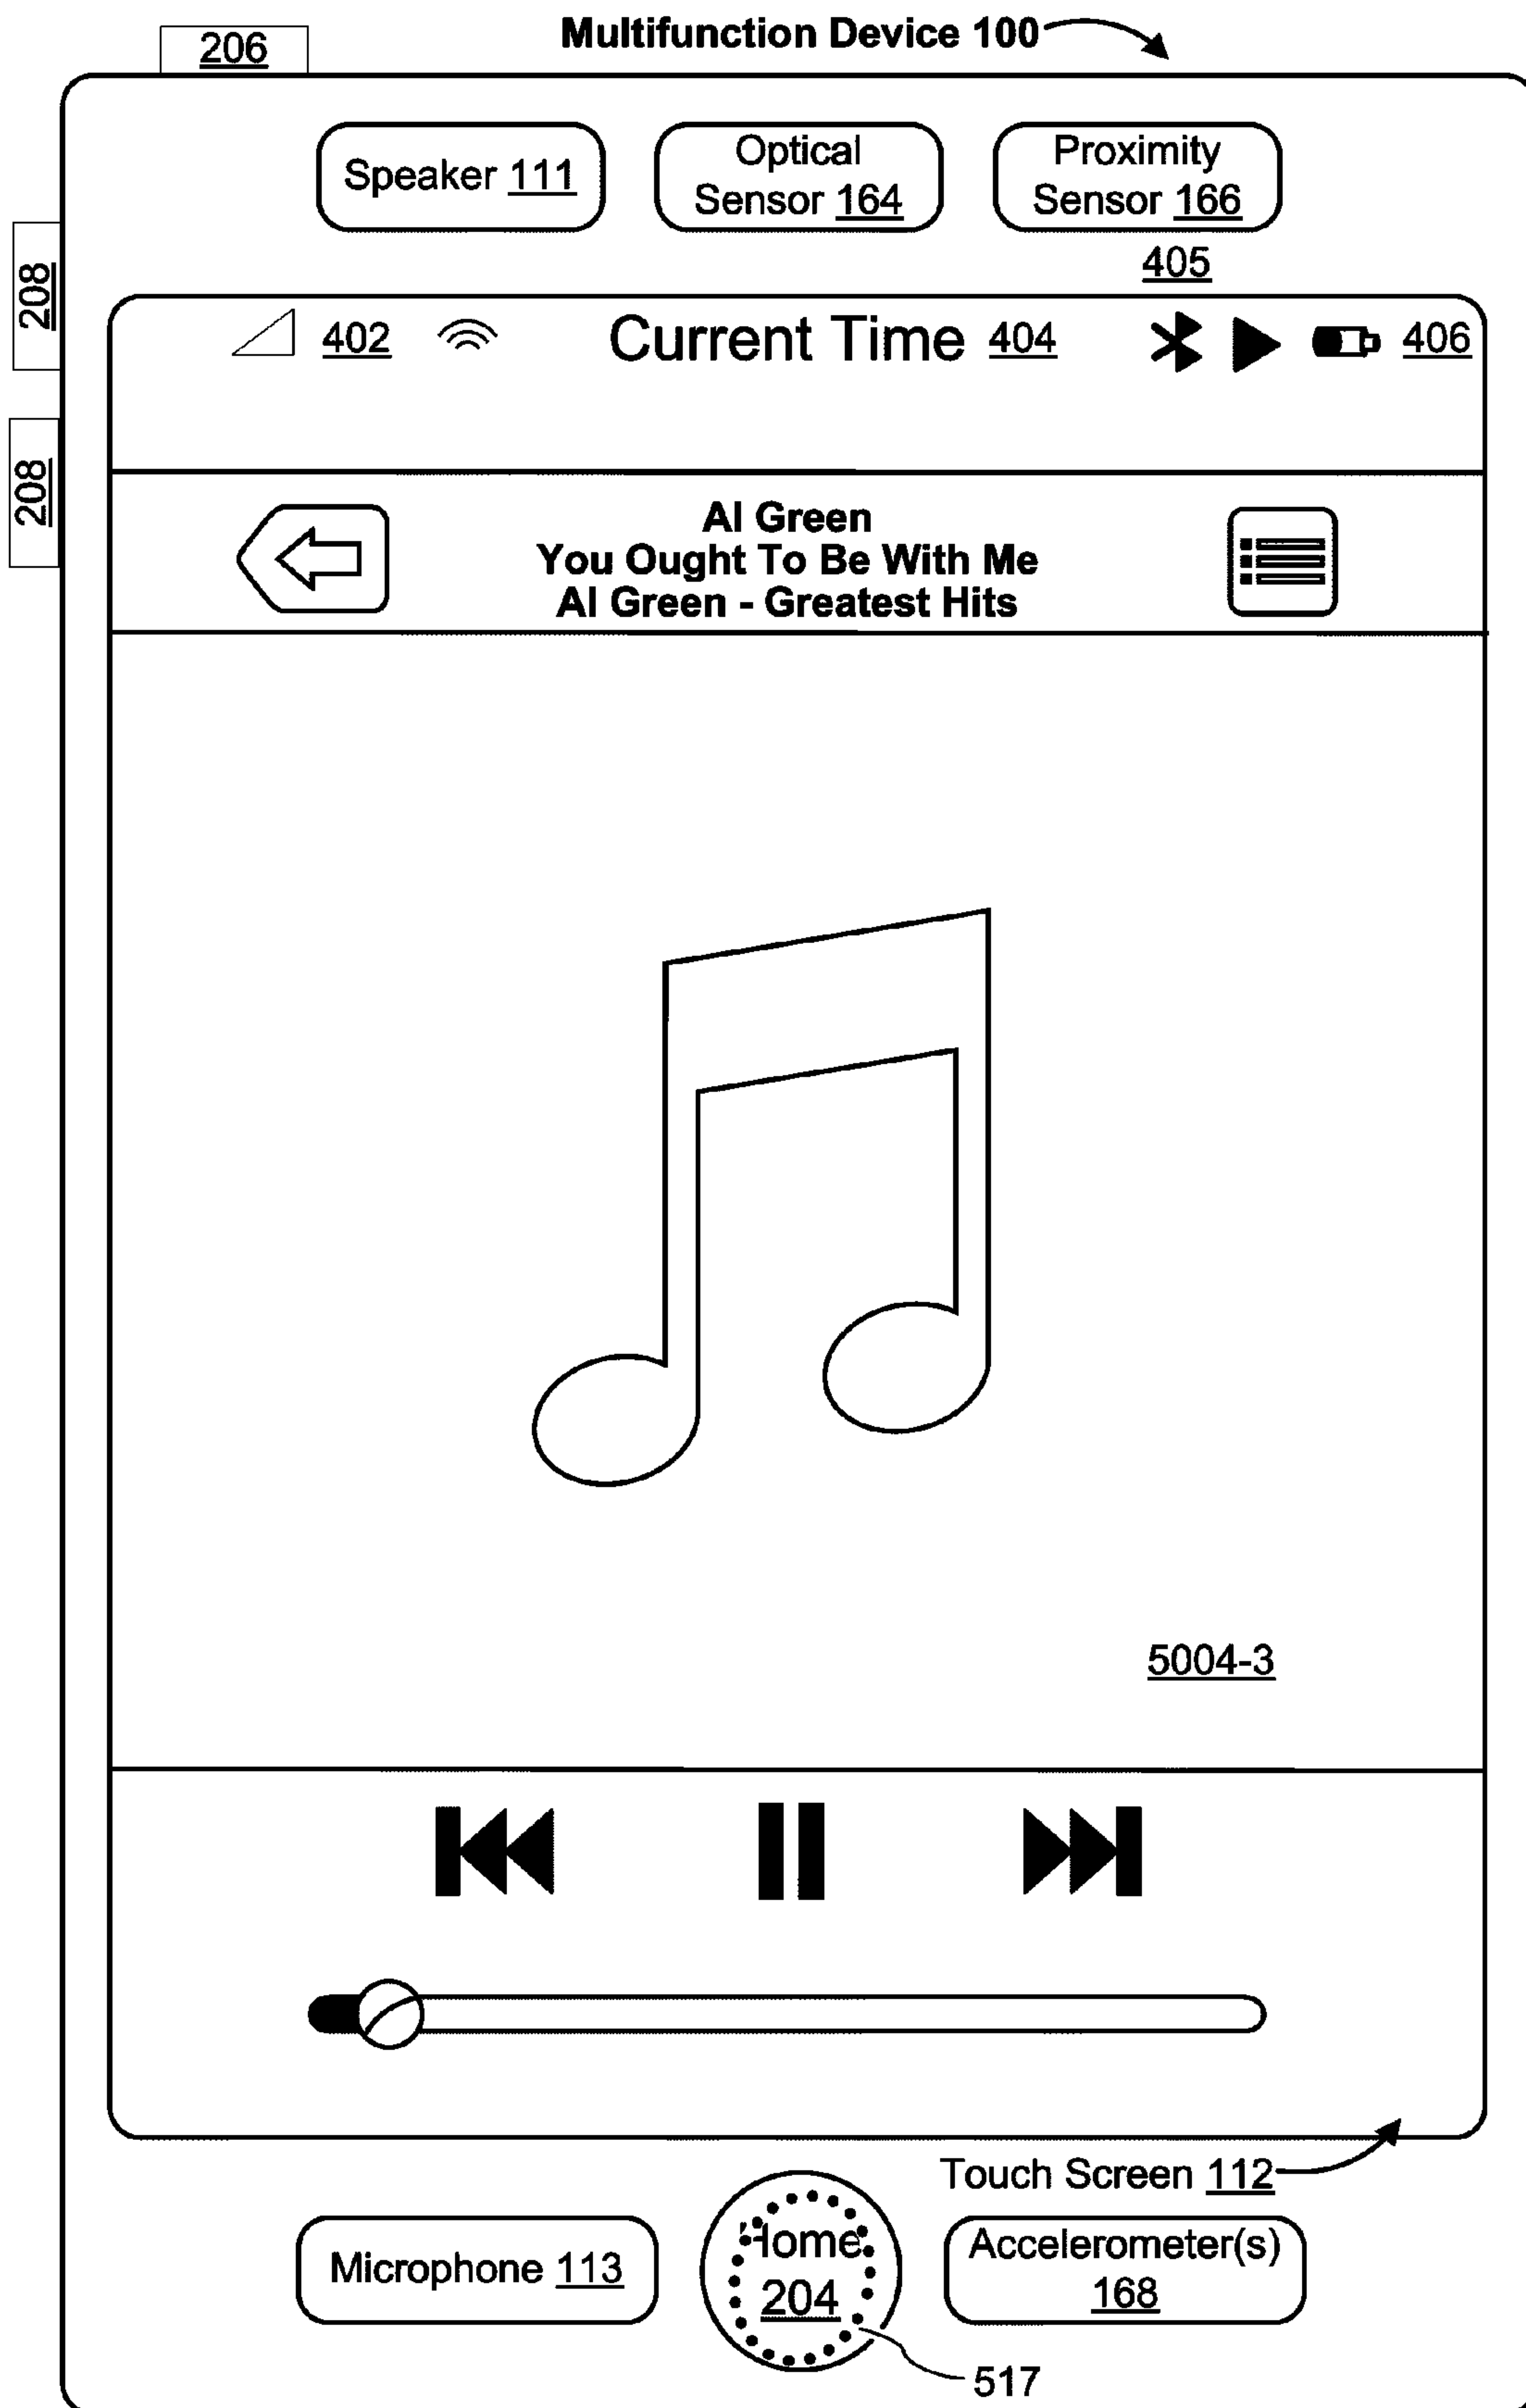 Multifunction Device 100
206
Speaker 111
Optical
Sensor 164
Proximity
Sensor 166
405
208
402
Current Time 404
406
208
Al Green
You Ought To Be With Me
Al Green - Greatest Hits
5004-3
Touch Screen 112
Microphone 113
Home
204
Accelerometer(s)
168
517